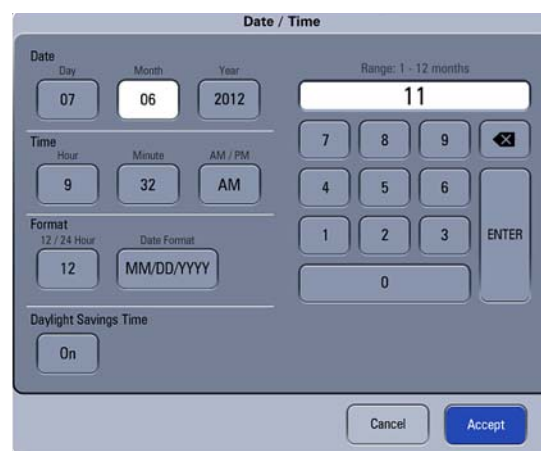 Date / Time
Date
Day Month Year
07 06 2012
Time
Hour Minute AM / PM
9 32 AM
Format
12 / 24 Hour Date Format
12 MM/DD/YYYY
Daylight Savings Time
On
Range: 1 - 12 months
11
7 8 9
4 5 6
1 2 3 ENTER
0
Cancel Accept